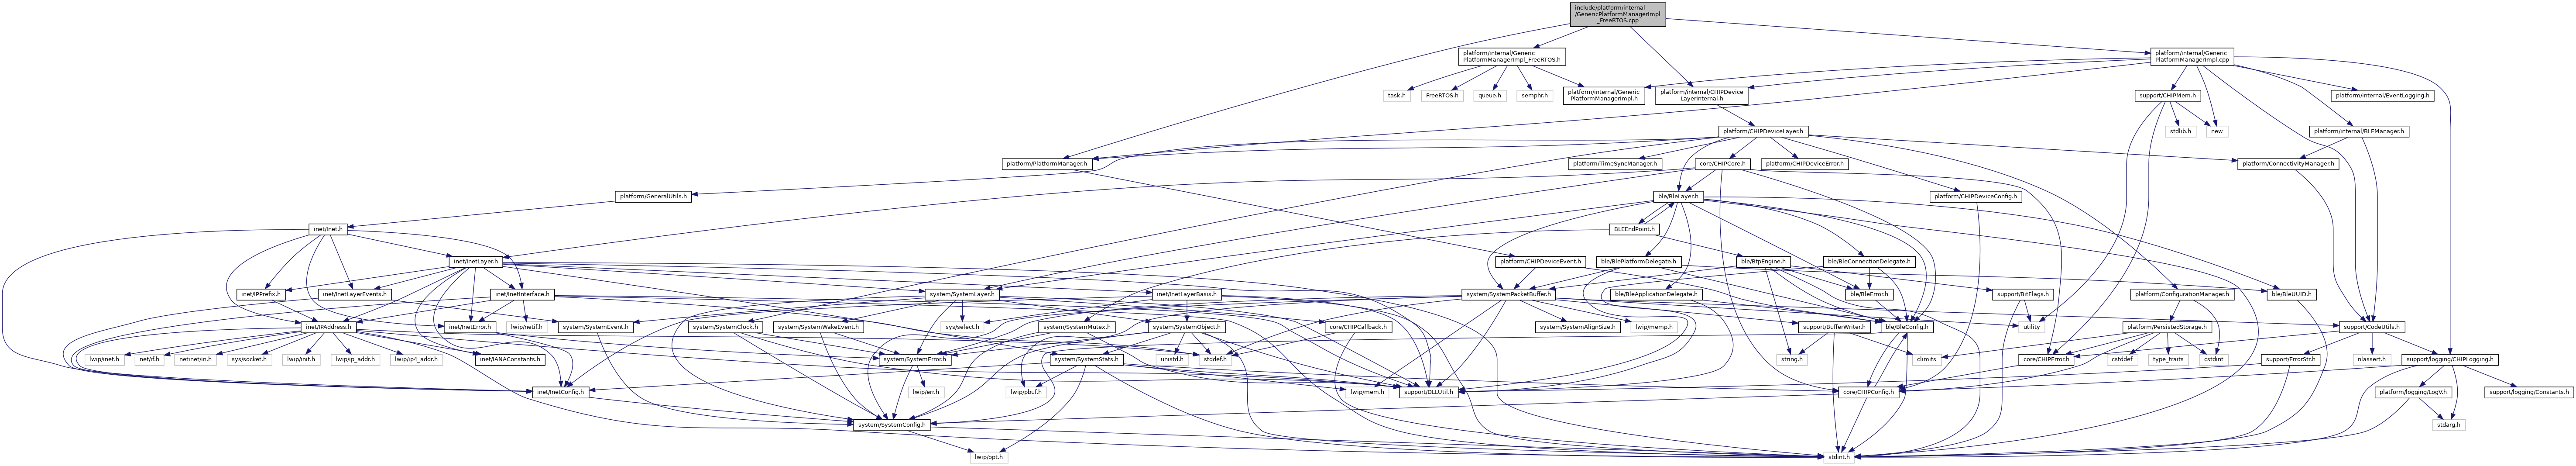 include/platform/internal
/GenericPlatformManagerImpl
_FreeRTOS.cpp
platform/internal/Generic
PlatformManagerImpl_FreeRTOS.h
platform/internal/Generic
PlatformManagerImpl.cpp
task.h
FreeRTOS.h
queue.h
semphr.h
platform/internal/Generic
PlatformManagerImpl.h
platform/internal/CHIPDevice
LayerInternal.h
support/CHIPMem.h
platform/internal/EventLogging.h
platform/CHIPDeviceLayer.h
stdlib.h
new
platform/internal/BLEManager.h
platform/PlatformManager.h
platform/TimeSyncManager.h
core/CHIPCore.h
platform/CHIPDeviceError.h
platform/ConnectivityManager.h
platform/GeneralUtils.h
ble/BleLayer.h
platform/CHIPDeviceConfig.h
inet/Inet.h
BLEEndPoint.h
inet/InetLayer.h
platform/CHIPDeviceEvent.h
ble/BlePlatformDelegate.h
ble/BtpEngine.h
ble/BleConnectionDelegate.h
inet/IPPrefix.h
inet/InetLayerEvents.h
inet/InetInterface.h
system/SystemLayer.h
inet/InetLayerBasis.h
system/SystemPacketBuffer.h
ble/BleApplicationDelegate.h
ble/BleError.h
support/BitFlags.h
platform/ConfigurationManager.h
ble/BleUUID.h
inet/IPAddress.h
inet/InetError.h
lwip/netif.h
system/SystemEvent.h
system/SystemClock.h
system/SystemWakeEvent.h
sys/select.h
system/SystemMutex.h
system/SystemObject.h
core/CHIPCallback.h
system/SystemAlignSize.h
lwip/memp.h
support/BufferWriter.h
ble/BleConfig.h
utility
platform/PersistedStorage.h
support/CodeUtils.h
lwip/inet.h
net/if.h
netinet/in.h
sys/socket.h
lwip/init.h
lwip/ip_addr.h
lwip/ip4_addr.h
inet/IANAConstants.h
system/SystemError.h
system/SystemStats.h
unistd.h
stddef.h
string.h
climits
core/CHIPError.h
cstddef
type_traits
cstdint
support/ErrorStr.h
nlassert.h
support/logging/CHIPLogging.h
inet/InetConfig.h
lwip/err.h
lwip/pbuf.h
lwip/mem.h
support/DLLUtil.h
core/CHIPConfig.h
platform/logging/LogV.h
support/logging/Constants.h
system/SystemConfig.h
stdarg.h
lwip/opt.h
stdint.h